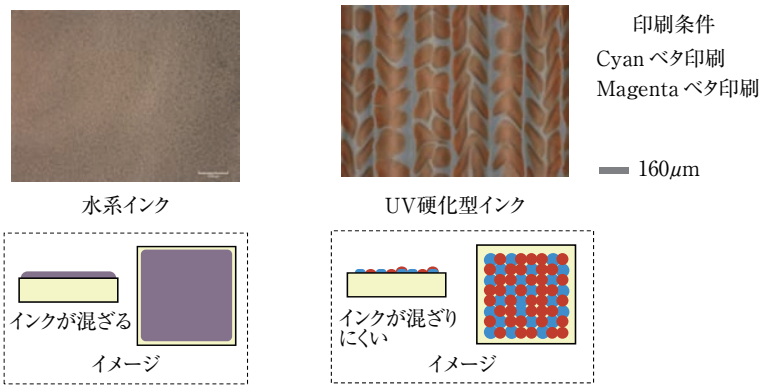 印刷条件
Cyan ベタ印刷
Magenta ベタ印刷
160μm
水系インク
UV硬化型インク
インクが混ざる
イメージ
インクが混ざり
にくい
イメージ